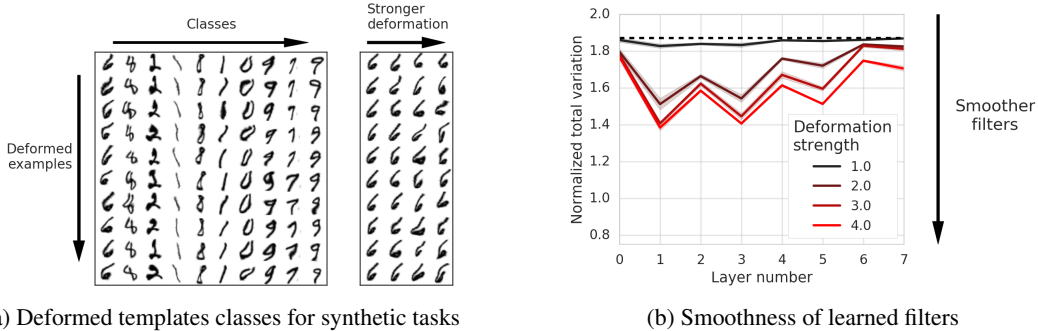 Classes
Stronger
deformation
Deformed
examples
) Deformed templates classes for synthetic tasks
2.0
1.8
1.6
1.4
1.2
1.0
0.8
Normalized total variation
0 1 2 3 4 5 6 7
Layer number
Deformation
strength
1.0
2.0
3.0
4.0
Smoother
filters
(b) Smoothness of learned filters